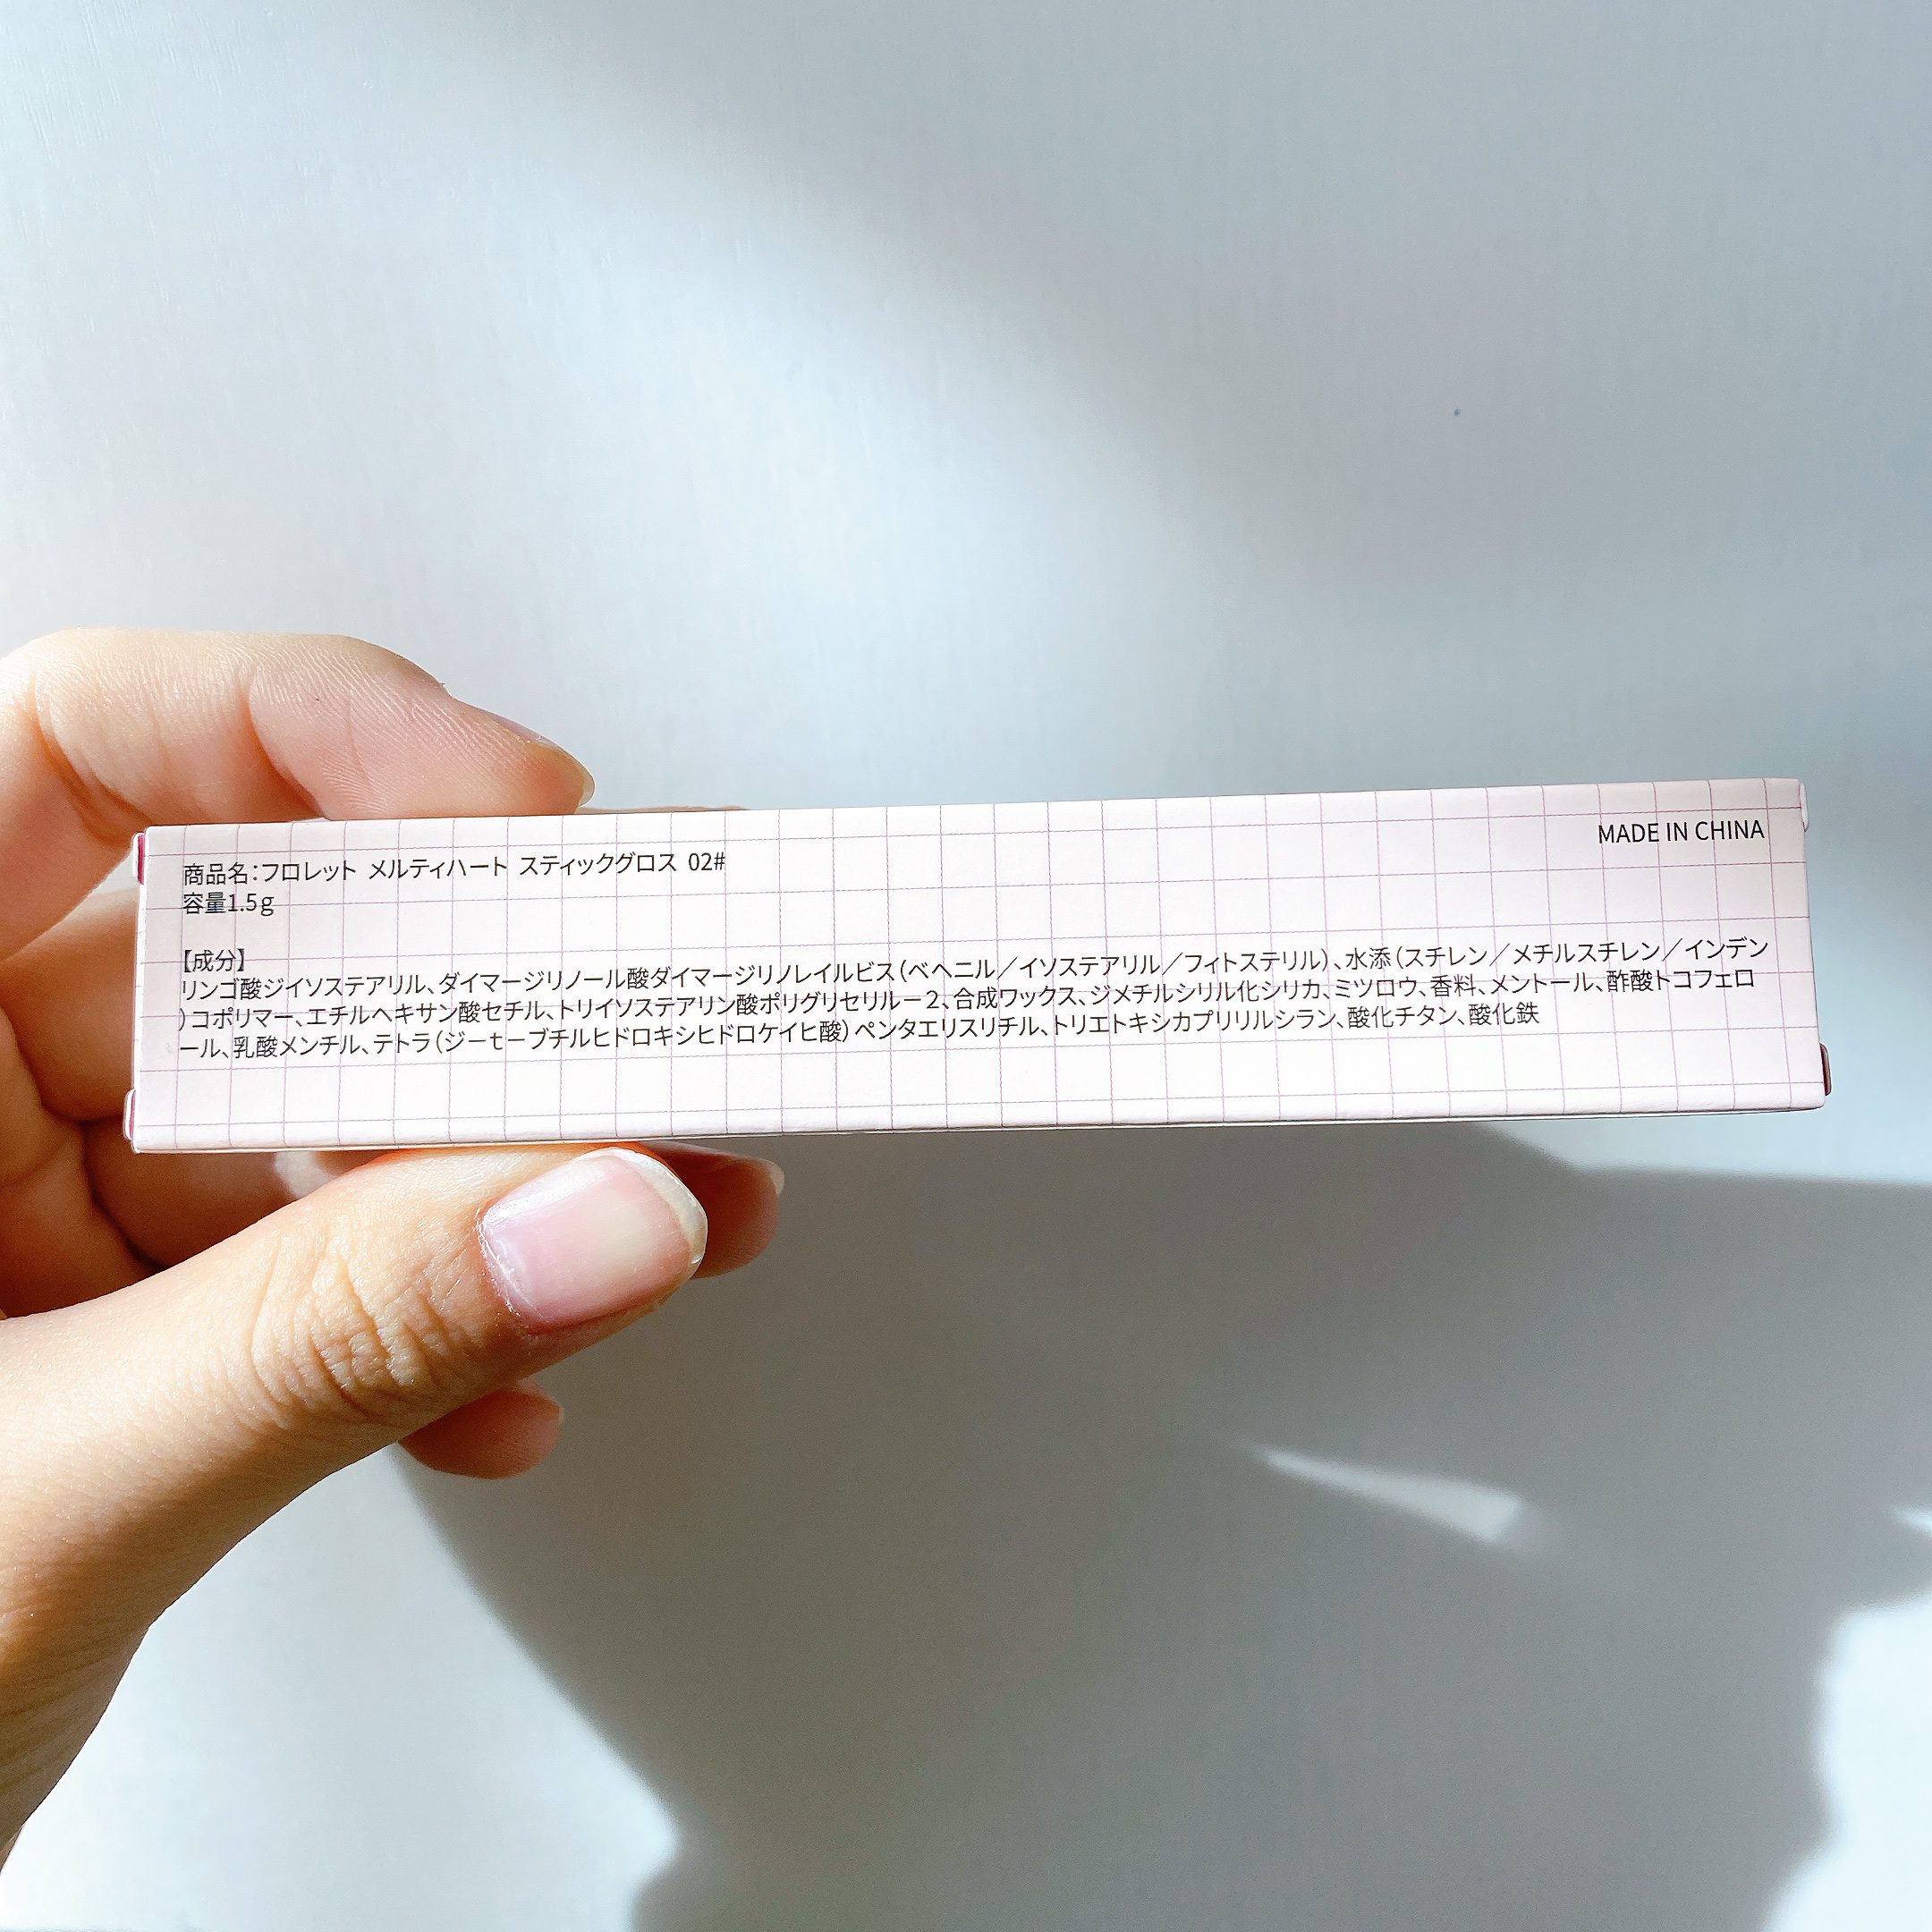 商品名：フロレット メルティハート スティックグロス 02#
容量1.5g
MADE IN CHINA
【成分】
リンゴ酸ジイソステアリル、ダイマージリノール酸ダイマージリノレイルビス（ベヘニル／イソステアリル／フィトステリル）、水添（スチレン／メチルスチレン／インデン
）コポリマー、エチルヘキサン酸セチル、トリイソステアリン酸ポリグリセリル－2、合成ワックス、ジメチルシリル化シリカ、ミツロウ、香料、メントール、酢酸トコフェロ
ール、乳酸メンチル、テトラ（ジ－t－ブチルヒドロキシヒドロケイヒ酸）ペンタエリスリチル、トリエトキシカプリリルシラン、酸化チタン、酸化鉄